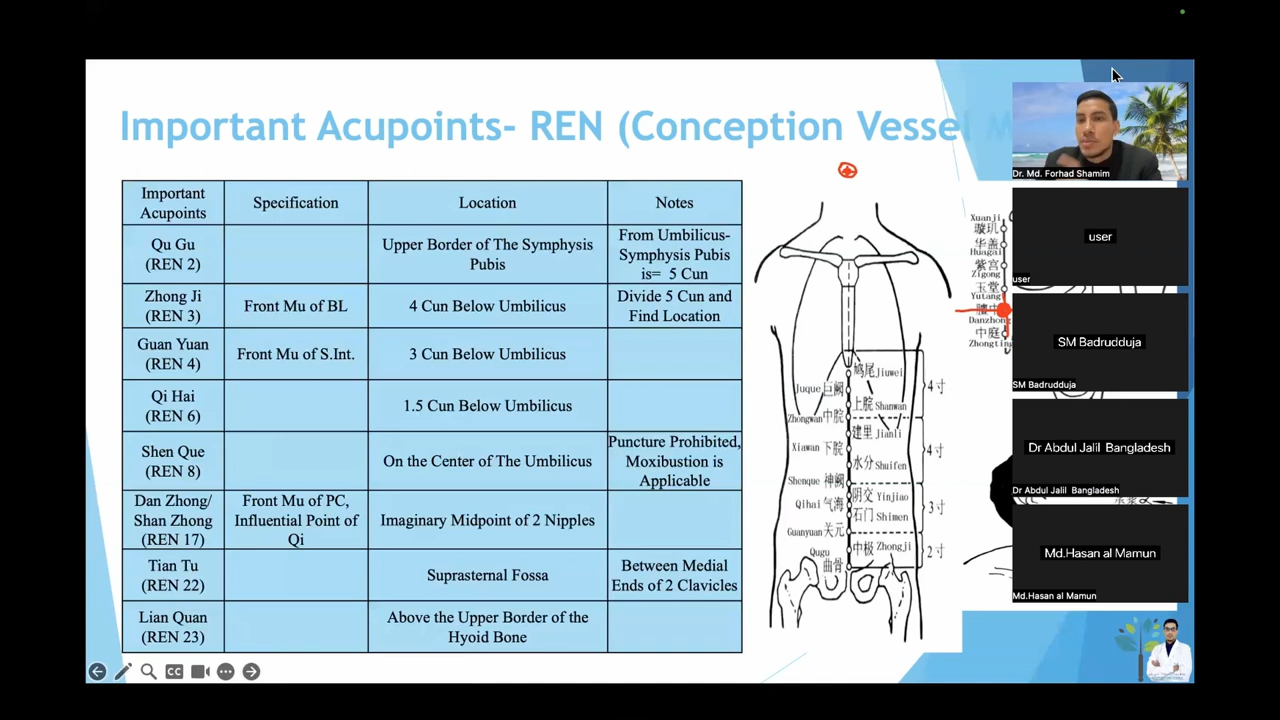 Important Acupoints- REN (Conception Vessel M
Important
Acupoints
Specification
Location
Notes
Qu Gu
(REN 2)
Upper Border of The Symphysis
Pubis
From Umbilicus-
Symphysis Pubis
is= 5 Cun
Zhong Ji
(REN 3)
Front Mu of BL
4 Cun Below Umbilicus
Divide 5 Cun and
Find Location
Guan Yuan
(REN 4)
Front Mu of S.Int.
3 Cun Below Umbilicus
Qi Hai
(REN 6)
1.5 Cun Below Umbilicus
Shen Que
(REN 8)
On the Center of The Umbilicus
Puncture Prohibited,
Moxibustion is
Applicable
Dan Zhong/
Shan Zhong
(REN 17)
Front Mu of PC,
Influential Point of
Qi
Imaginary Midpoint of 2 Nipples
Tian Tu
(REN 22)
Suprasternal Fossa
Between Medial
Ends of 2 Clavicles
Lian Quan
(REN 23)
Above the Upper Border of the
Hyoid Bone
鸠尾 Jiuwei
Juque 巨阙
4寸
上脘 Shanwan
Zhongwan 中脘
建里 Jianli
Xiawan 下脘
4寸
水分 Shuifen
Shenque 神阙
阴交 Yinjiao
Qihai 气海
3寸
石门 Shimen
Guanyuan 关元
中极 Zhongji
2寸
Qugu
曲骨
Xuanji
璇玑
华盖
Huagai
紫宫
Zigong
玉堂
Yutang
膻中
Danzhong
中庭
Zhongting
Dr. Md. Forhad Shamim
user
user
SM Badrudduja
SM Badrudduja
Dr Abdul Jalil Bangladesh
Dr Abdul Jalil Bangladesh
Md.Hasan al Mamun
Md.Hasan al Mamun
CC